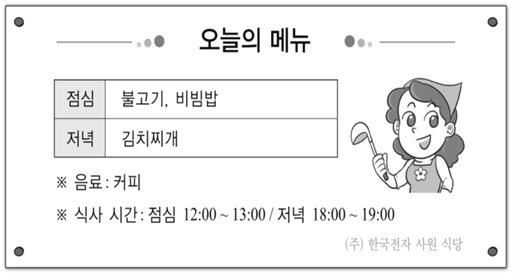 오늘의 메뉴
점심 불고기, 비빔밥
저녁 김치찌개
※ 음료 : 커피
※ 식사 시간 : 점심 12:00 ~ 13:00 / 저녁 18:00 ~ 19:00
(주) 한국전자 사원 식당